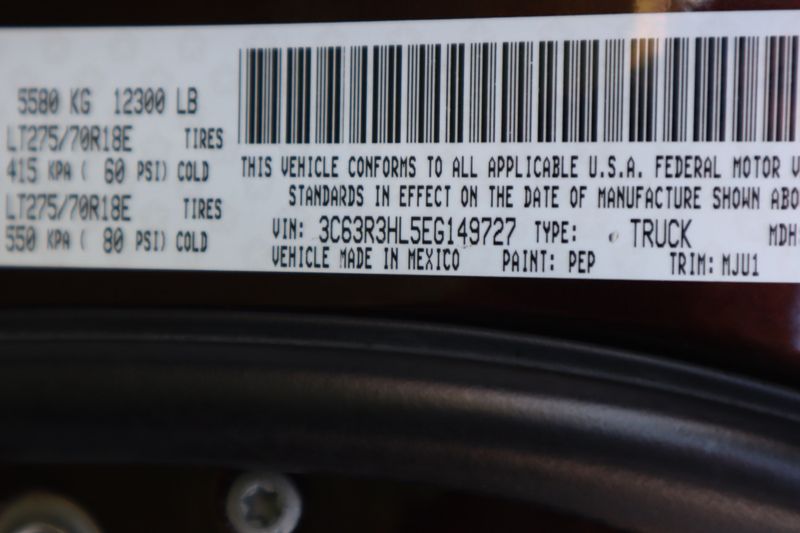 5580 KG 12300 LB
LT275/70R18E TIRES
415 KPA ( 60 PSI) COLD
LT275/70R18E TIRES
550 KPA ( 80 PSI) COLD
THIS VEHICLE CONFORMS TO ALL APPLICABLE U.S.A. FEDERAL MOTOR V
STANDARDS IN EFFECT ON THE DATE OF MANUFACTURE SHOWN ABO
VIN: 3C63R3HL5EG149727 TYPE: TRUCK MDH:
VEHICLE MADE IN MEXICO PAINT: PEP TRIM: MJU1